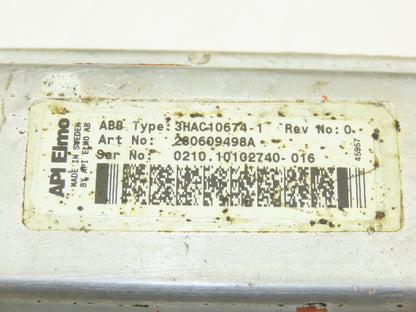 API Elmo
MADE IN SWEDEN
BY API ELMO AB
ABB Type: 3HAC10674-1 Rev No: 0
Art No: 280609498A
Ser No: 0210.10102740-016
45957